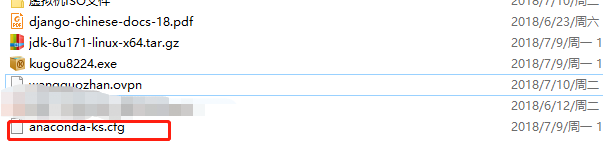 虚拟机ISO文件 2018/7/10/周二
django-chinese-docs-18.pdf 2018/6/23/周六
jdk-8u171-linux-x64.tar.gz 2018/7/9/周一 1
kugou8224.exe 2018/7/9/周一 1
wangguozhan.ovpn 2018/7/10/周二
2018/6/12/周二
anaconda-ks.cfg 2018/7/9/周一 1